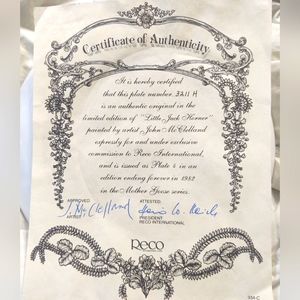 Certificate of Authenticity
It is hereby certified
that this plate number 3211 H
is an authentic original in the
limited edition of "Little Jack Horner"
painted by artist, John McClelland
expressly for and under exclusive
commission to Reco International,
and is issued as Plate 4 in an
edition ending forever in 1982
in the Mother Goose series.
APPROVED
ATTESTED:
J McClelland
ARTIST
PRESIDENT
RECO INTERNATIONAL
Reco